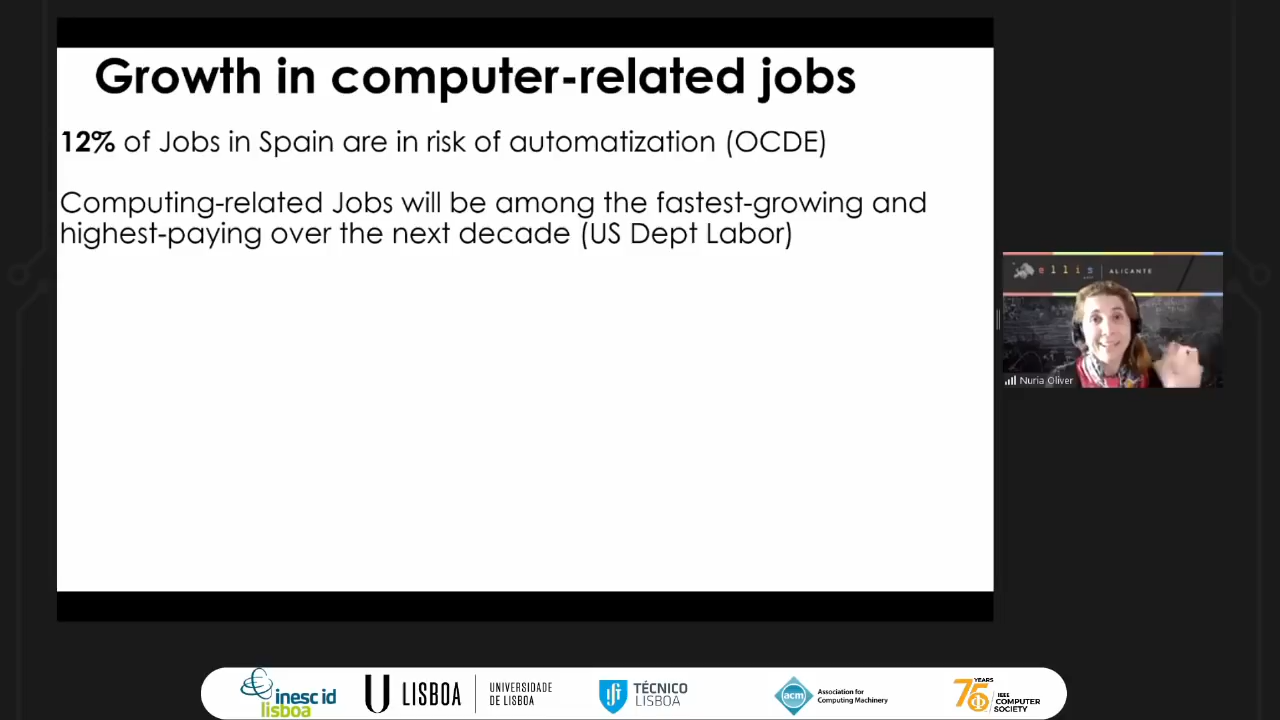 Growth in computer-related jobs
12% of Jobs in Spain are in risk of automatization (OCDE)
Computing-related Jobs will be among the fastest-growing and
highest-paying over the next decade (US Dept Labor)
ellis
ALICANTE
Nuria Oliver
inesc id
lisboa
LISBOA
UNIVERSIDADE
DE LISBOA
TÉCNICO
LISBOA
acm
Association for
Computing Machinery
75
YEARS
IEEE
COMPUTER
SOCIETY